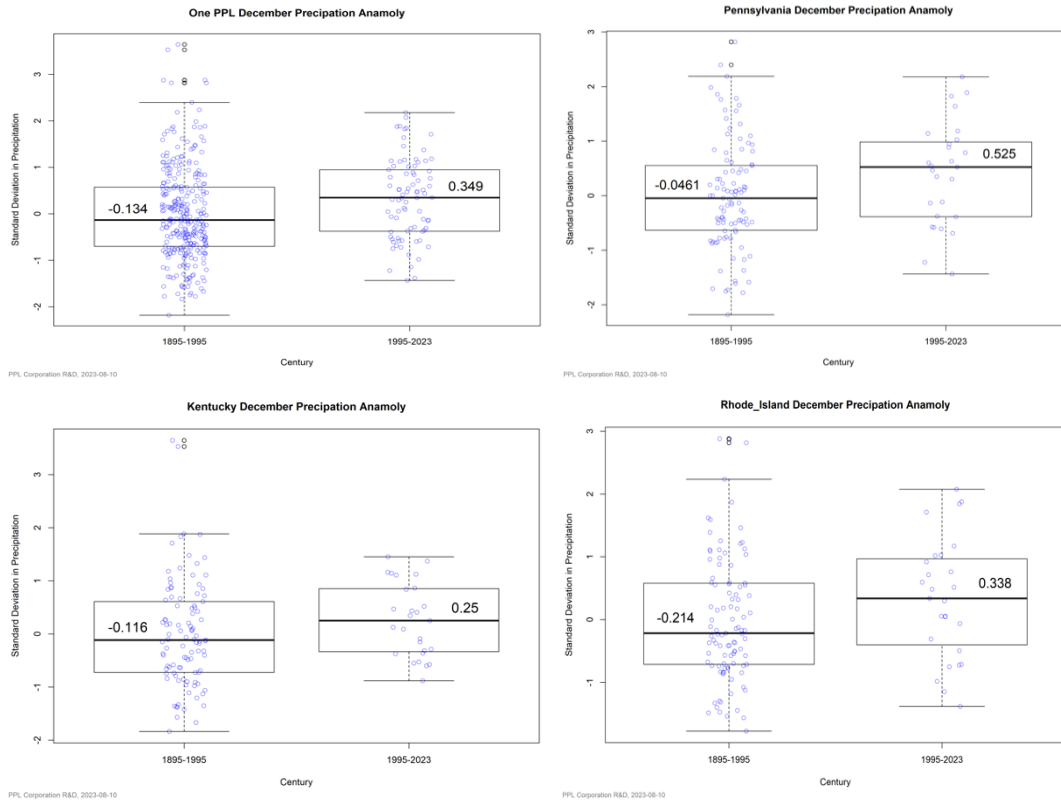 One PPL December Precipation Anamoly
Standard Deviation in Precipitation
3
2
1
0
-1
-2
-0.134
0.349
1895-1995
1995-2023
Century
PPL Corporation R&D, 2023-08-10
Pennsylvania December Precipation Anamoly
Standard Deviation in Precipitation
3
2
1
0
-1
-2
-0.0461
0.525
1895-1995
1995-2023
Century
PPL Corporation R&D, 2023-08-10
Kentucky December Precipation Anamoly
Standard Deviation in Precipitation
3
2
1
0
-1
-2
-0.116
0.25
1895-1995
1995-2023
Century
PPL Corporation R&D, 2023-08-10
Rhode_Island December Precipation Anamoly
Standard Deviation in Precipitation
3
2
1
0
-1
-0.214
0.338
1895-1995
1995-2023
Century
PPL Corporation R&D, 2023-08-10